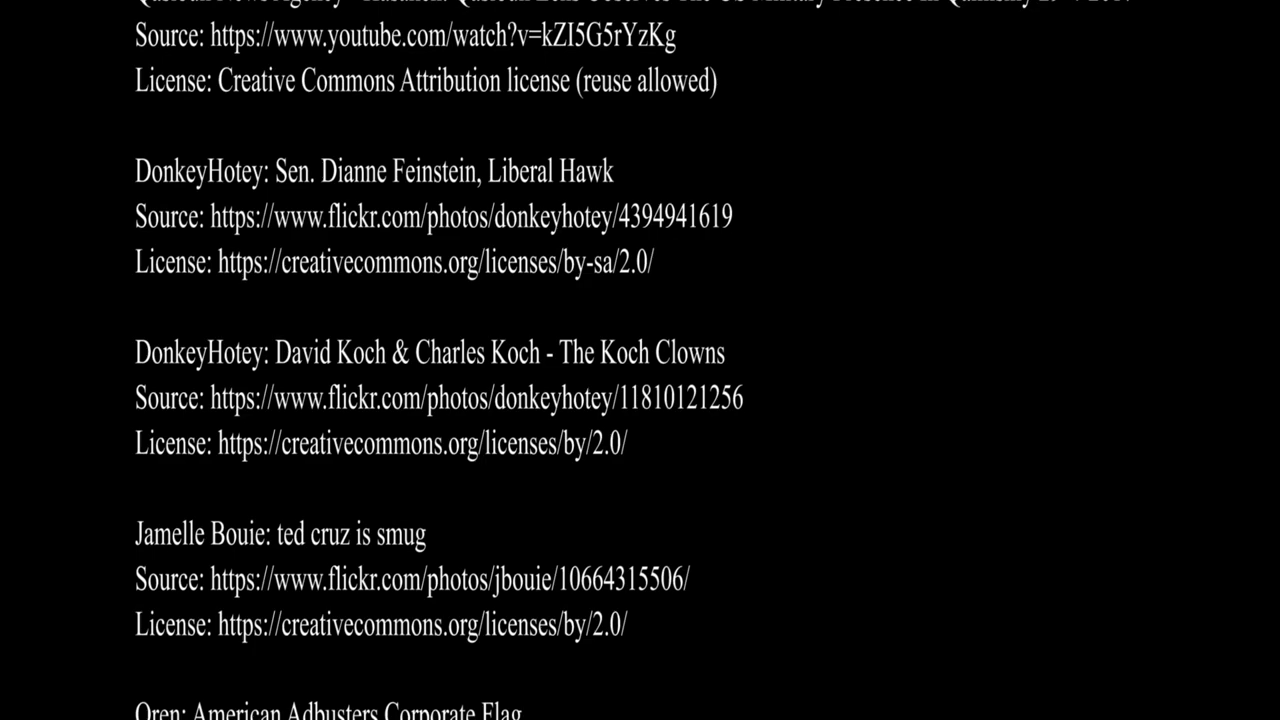 Source: https://www.youtube.com/watch?v=kZI5G5rYzKg
License: Creative Commons Attribution license (reuse allowed)
DonkeyHotey: Sen. Dianne Feinstein, Liberal Hawk
Source: https://www.flickr.com/photos/donkeyhotey/4394941619
License: https://creativecommons.org/licenses/by-sa/2.0/
DonkeyHotey: David Koch & Charles Koch - The Koch Clowns
Source: https://www.flickr.com/photos/donkeyhotey/11810121256
License: https://creativecommons.org/licenses/by/2.0/
Jamelle Bouie: ted cruz is smug
Source: https://www.flickr.com/photos/jbouie/10664315506/
License: https://creativecommons.org/licenses/by/2.0/
Oren: American Adbusters Corporate Flag